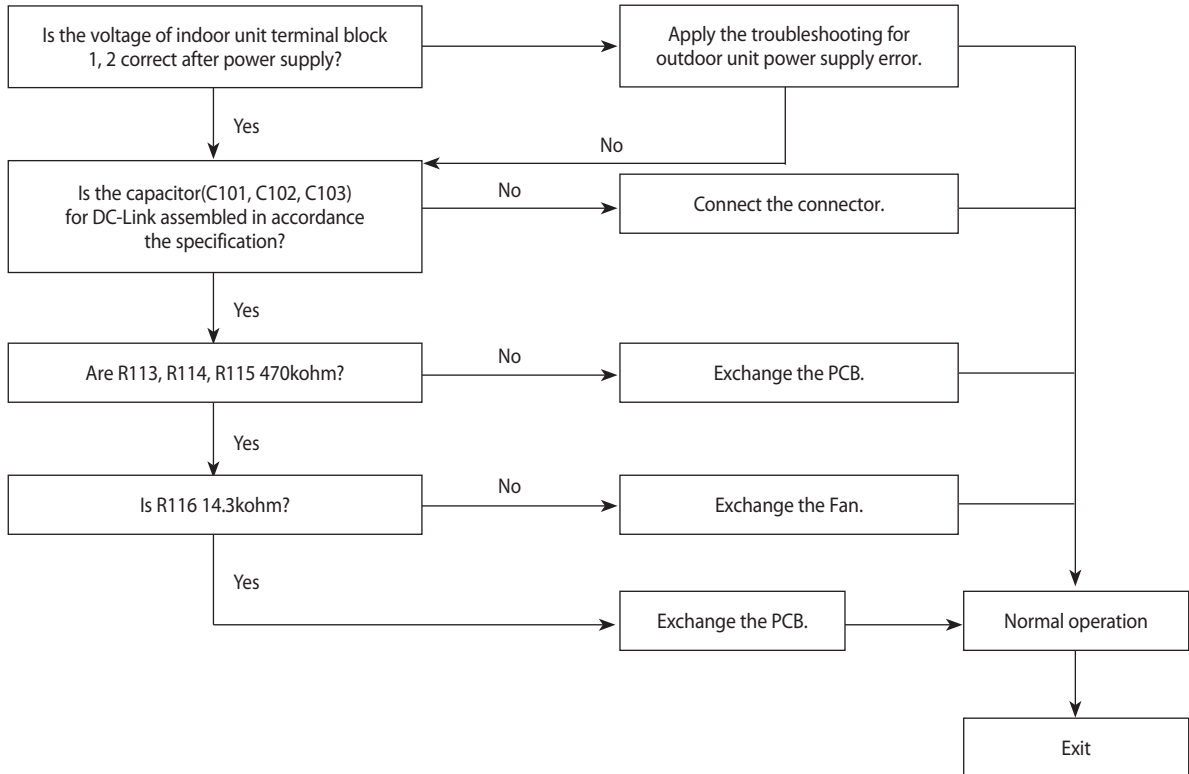 Is the voltage of indoor unit terminal block
1, 2 correct after power supply?
Apply the troubleshooting for
outdoor unit power supply error.
Yes
No
Is the capacitor(C101, C102, C103)
for DC-Link assembled in accordance
the specification?
No
Connect the connector.
Yes
Are R113, R114, R115 470kohm?
No
Exchange the PCB.
Yes
Is R116 14.3kohm?
No
Exchange the Fan.
Yes
Exchange the PCB.
Normal operation
Exit